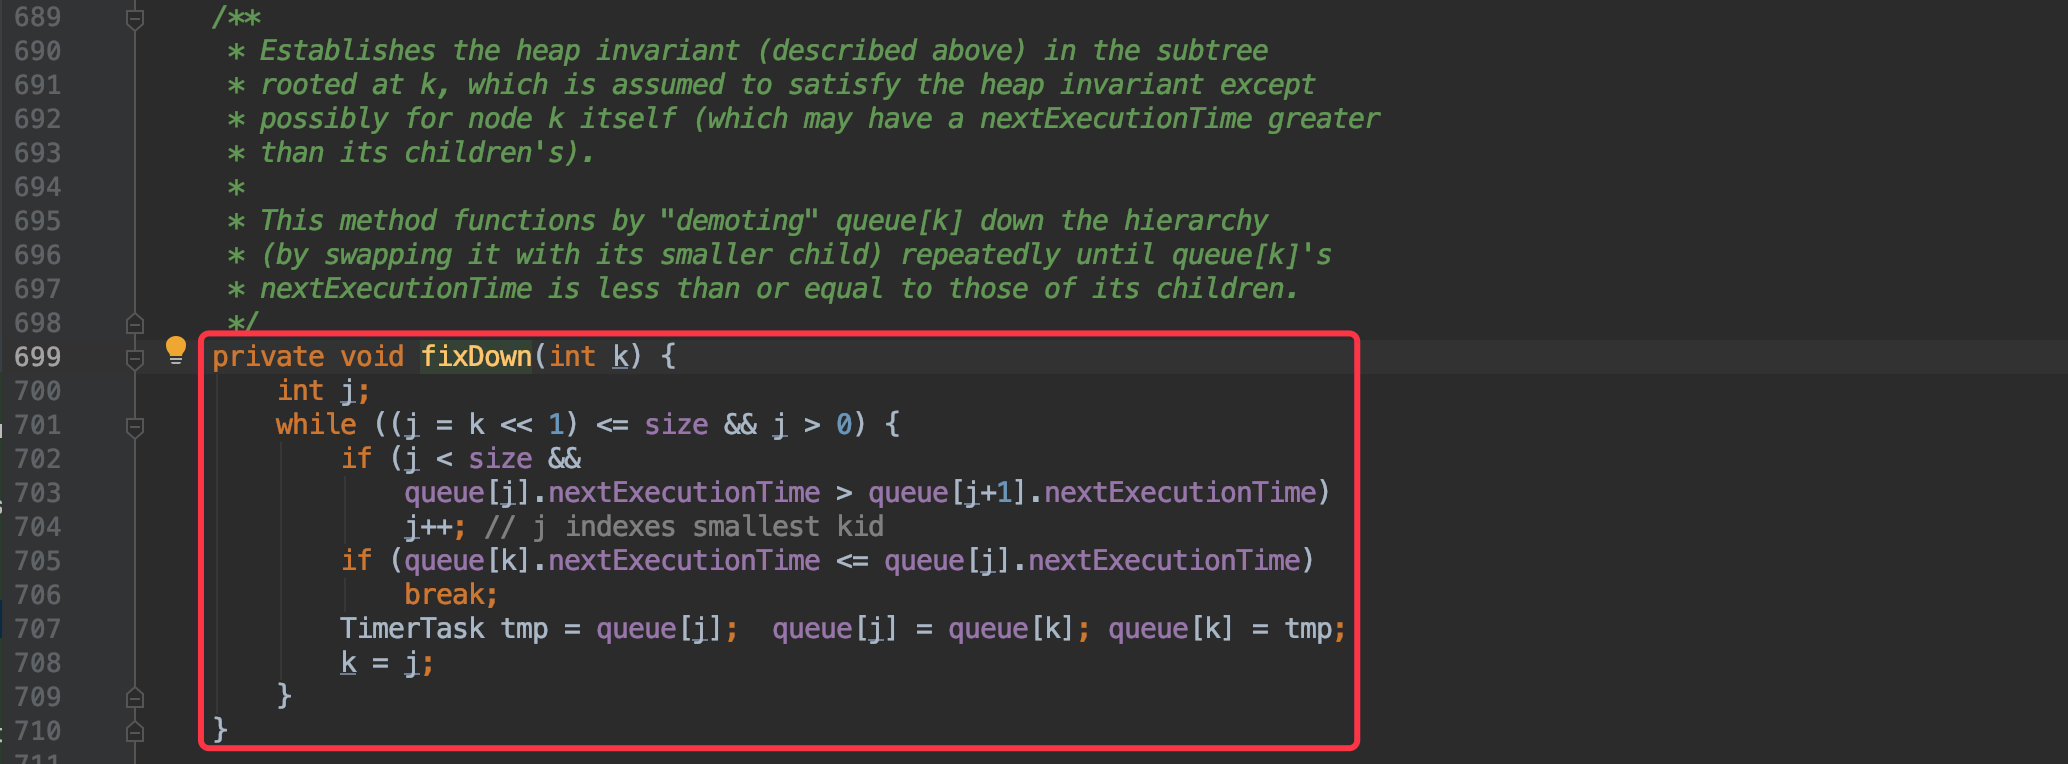 689 /**
690 * Establishes the heap invariant (described above) in the subtree
691 * rooted at k, which is assumed to satisfy the heap invariant except
692 * possibly for node k itself (which may have a nextExecutionTime greater
693 * than its children's).
694 *
695 * This method functions by "demoting" queue[k] down the hierarchy
696 * (by swapping it with its smaller child) repeatedly until queue[k]'s
697 * nextExecutionTime is less than or equal to those of its children.
698 */
699 private void fixDown(int k) {
700 int j;
701 while ((j = k << 1) <= size && j > 0) {
702 if (j < size &&
703 queue[j].nextExecutionTime > queue[j+1].nextExecutionTime)
704 j++; // j indexes smallest kid
705 if (queue[k].nextExecutionTime <= queue[j].nextExecutionTime)
706 break;
707 TimerTask tmp = queue[j];  queue[j] = queue[k]; queue[k] = tmp;
708 k = j;
709 }
710 }
711